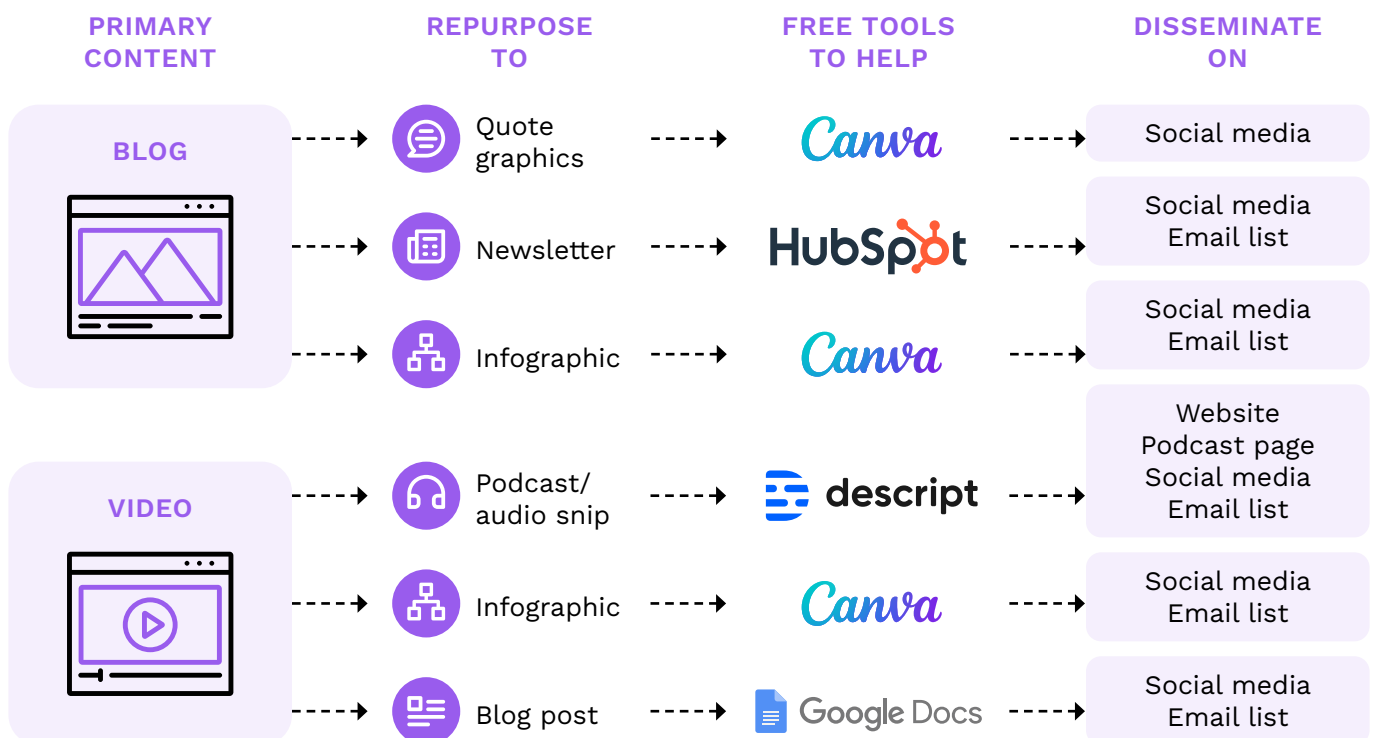 PRIMARY
CONTENT
REPURPOSE
TO
FREE TOOLS
TO HELP
DISSEMINATE
ON
BLOG
Quote
graphics
Canva
Social media
Newsletter
HubSpot
Social media
Email list
Infographic
Canva
Social media
Email list
VIDEO
Podcast/
audio snip
descript
Website
Podcast page
Social media
Email list
Infographic
Canva
Social media
Email list
Blog post
Google Docs
Social media
Email list